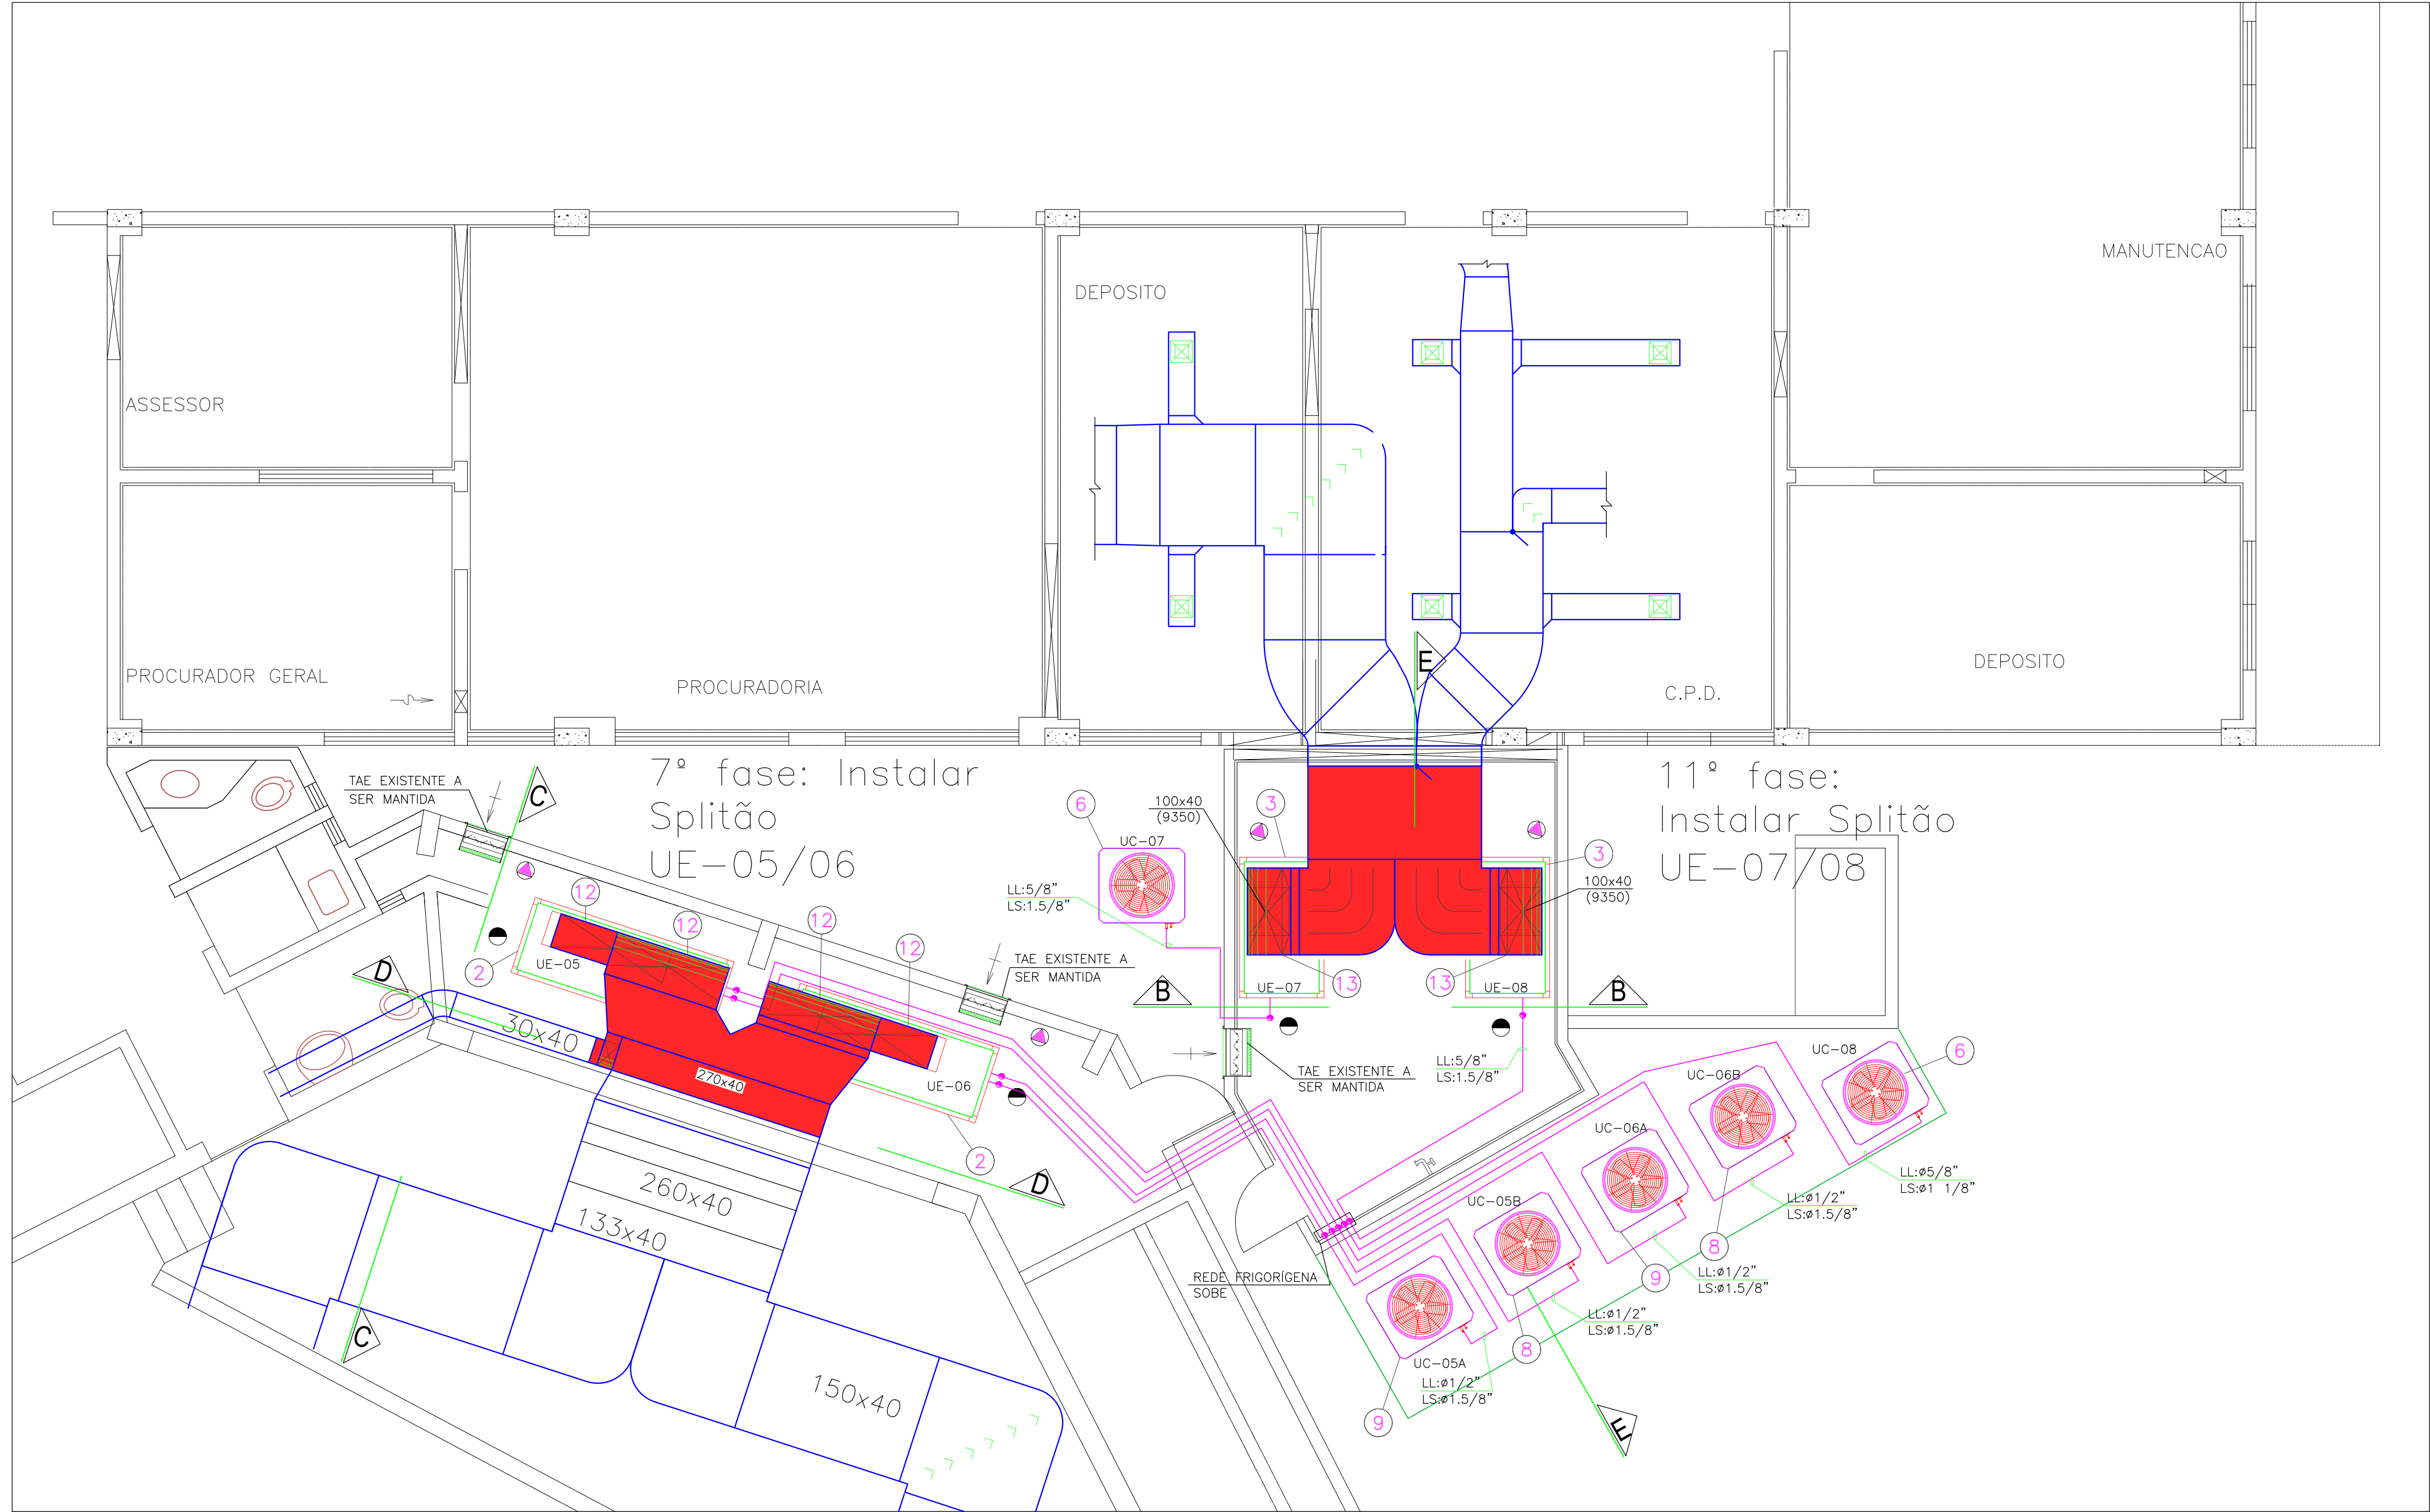 MANUTENCAO
DEPOSITO
ASSESSOR
PROCURADOR GERAL
PROCURADORIA
DEPOSITO
C.P.D.
E
7º fase: Instalar
Splitão
UE-05/06
11º fase:
Instalar Splitão
UE-07/08
TAE EXISTENTE A
SER MANTIDA
C
6
100x40
(9350)
3
UC-07
3
100x40
(9350)
LL:5/8"
LS:1.5/8"
12
12
12
12
2
UE-05
D
TAE EXISTENTE A
SER MANTIDA
UE-07
13
13
UE-08
B
B
30x40
270x40
UE-06
TAE EXISTENTE A
SER MANTIDA
LL:5/8"
LS:1.5/8"
UC-08
6
UC-06B
UC-06A
2
D
260x40
133x40
UC-05B
LL:ø5/8"
LS:ø1 1/8"
LL:ø1/2"
LS:ø1.5/8"
8
REDE FRIGORÍGENA
SOBE
9
LL:ø1/2"
LS:ø1.5/8"
LL:ø1/2"
LS:ø1.5/8"
8
C
UC-05A
LL:ø1/2"
LS:ø1.5/8"
9
150x40
E